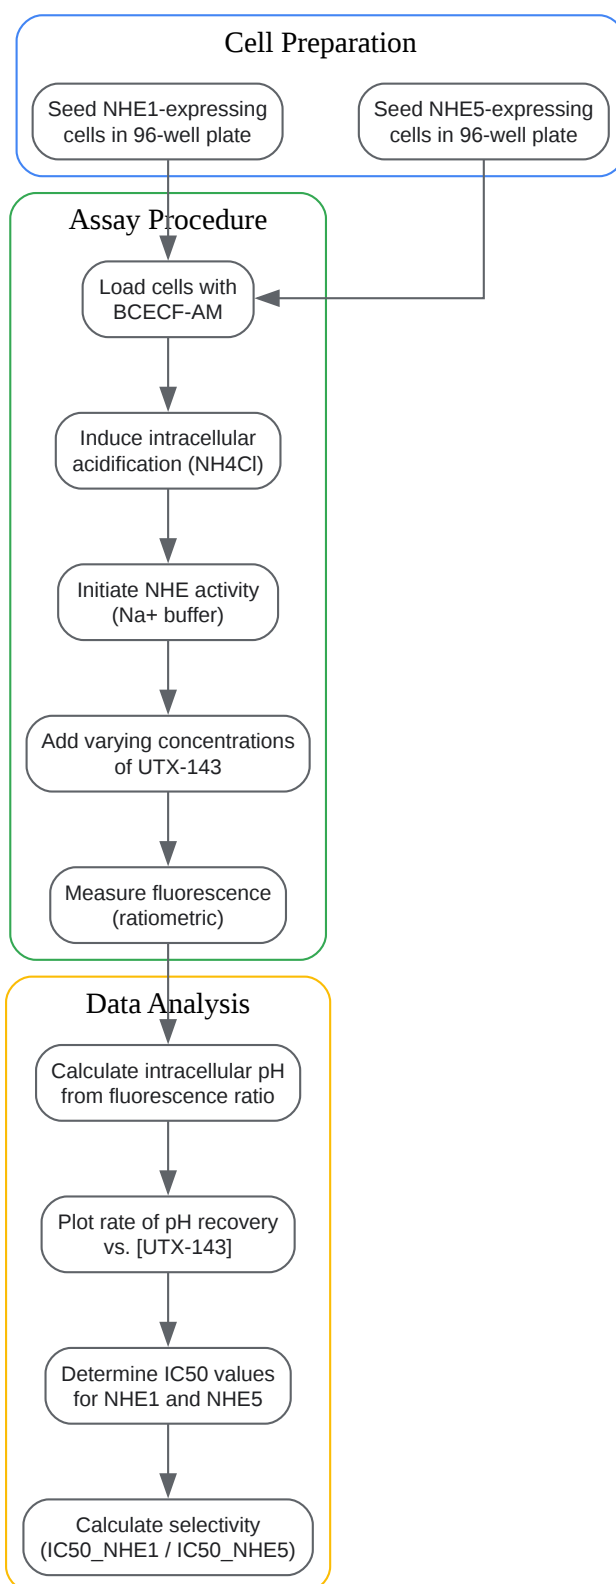 Cell Preparation
Seed NHE1-expressing
cells in 96-well plate
Seed NHE5-expressing
cells in 96-well plate
Assay Procedure
Load cells with
BCECF-AM
Induce intracellular
acidification (NH4Cl)
Initiate NHE activity
(Na+ buffer)
Add varying concentrations
of UTX-143
Measure fluorescence
(ratiometric)
Data Analysis
Calculate intracellular pH
from fluorescence ratio
Plot rate of pH recovery
vs. [UTX-143]
Determine IC50 values
for NHE1 and NHE5
Calculate selectivity
(IC50_NHE1 / IC50_NHE5)